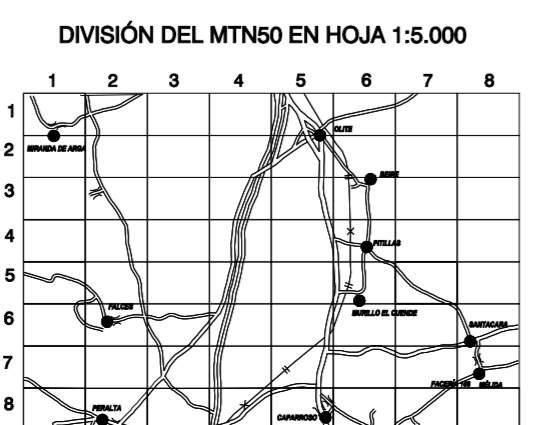 DIVISIÓN DEL MTN50 EN HOJA 1:5.000
1 2 3 4 5 6 7 8
1
OLITE
2
MIRANDA DE ARGA
BEIRE
3
4
PITILLAS
5
FALCES
MURILLO EL CUENDE
6
SANTACARA
7
FACERÍA 108 MÉLIDA
8
PERALTA
CAPARROSO